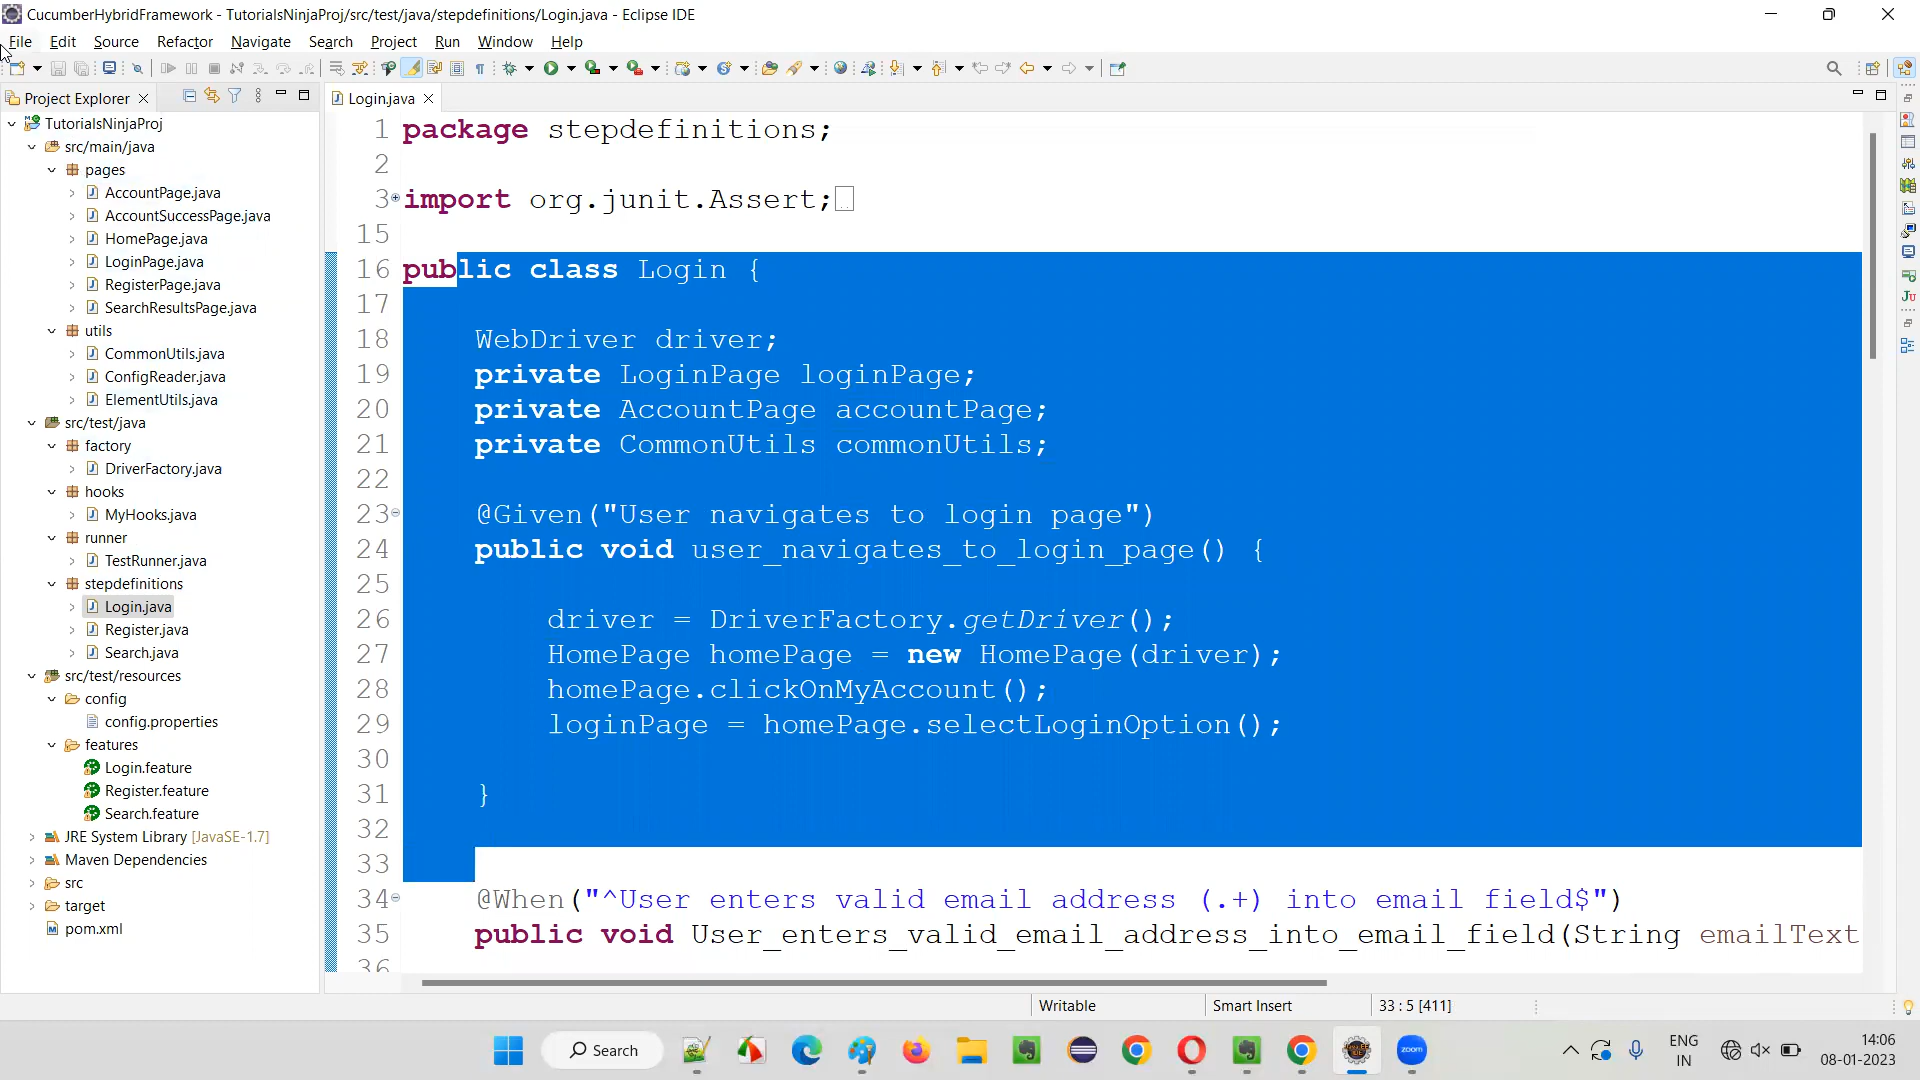 CucumberHybridFramework - TutorialsNinjaProj/src/test/java/stepdefinitions/Login.java - Eclipse IDE
File Edit Source Refactor Navigate Search Project Run Window Help
Project Explorer
TutorialsNinjaProj
src/main/java
pages
AccountPage.java
AccountSuccessPage.java
HomePage.java
LoginPage.java
RegisterPage.java
SearchResultsPage.java
utils
CommonUtils.java
ConfigReader.java
ElementUtils.java
src/test/java
factory
DriverFactory.java
hooks
MyHooks.java
runner
TestRunner.java
stepdefinitions
Login.java
Register.java
Search.java
src/test/resources
config
config.properties
features
Login.feature
Register.feature
Search.feature
JRE System Library [JavaSE-1.7]
Maven Dependencies
src
target
pom.xml
Login.java
1 package stepdefinitions;
2
3 import org.junit.Assert;
15
16 public class Login {
17
18 WebDriver driver;
19 private LoginPage loginPage;
20 private AccountPage accountPage;
21 private CommonUtils commonUtils;
22
23 @Given("User navigates to login page")
24 public void user_navigates_to_login_page() {
25
26 driver = DriverFactory.getDriver();
27 HomePage homePage = new HomePage(driver);
28 homePage.clickOnMyAccount();
29 loginPage = homePage.selectLoginOption();
30
31 }
32
33
34 @When("^User enters valid email address (.+) into email field$")
35 public void User_enters_valid_email_address_into_email_field(String emailText
36
Writable Smart Insert 33 : 5 [411]
Search
zoom
ENG
IN
14:06
08-01-2023